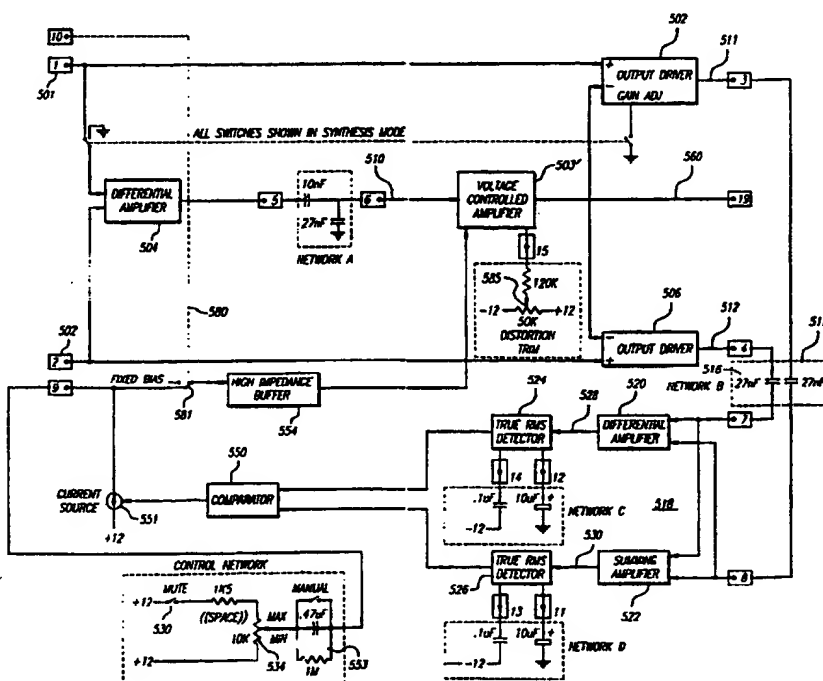 10
1
501
502
511
+ OUTPUT DRIVER
-
GAIN ADJ
3
ALL SWITCHES SHOWN IN SYNTHESIS MODE
DIFFERENTIAL
AMPLIFIER
504
5
10nF
27nF
NETWORK A
6
510
VOLTAGE
CONTROLLED
AMPLIFIER
503'
560
19
15
585
120K
-12
+12
50K
DISTORTION
TRIM
580
506
512
- OUTPUT DRIVER
+
4
502
2
9
FIXED BIAS
581
HIGH IMPEDANCE
BUFFER
554
516
27nF
27nF
NETWORK B
7
524
528
520
TRUE RMS
DETECTOR
DIFFERENTIAL
AMPLIFIER
550
COMPARATOR
CURRENT
SOURCE
551
+12
14
12
.1uF
10uF
+
-12
NETWORK C
518
530
TRUE RMS
DETECTOR
526
SUMMING
AMPLIFIER
522
8
13
11
.1uF
10uF
+
-12
NETWORK D
CONTROL NETWORK
+12
MUTE
530
1K5
((SPACE))
10K
534
MAX
MIN
MANUAL
.47uF
553
1M
+12